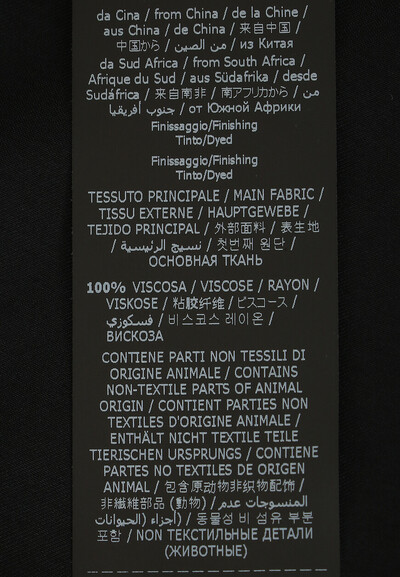 da Cina / from China / de la Chine /
aus China / de China / 来自中国 /
中国から / من الصين / из Китая
da Sud Africa / from South Africa /
Afrique du Sud / aus Südafrika / desde
Sudáfrica / 来自南非 / 南アフリカから / من
جنوب أفريقيا / от Южной Африки
Finissaggio/Finishing
Tinto/Dyed
Finissaggio/Finishing
Tinto/Dyed
TESSUTO PRINCIPALE / MAIN FABRIC /
TISSU EXTERNE / HAUPTGEWEBE /
TEJIDO PRINCIPAL / 外部面料 / 表生地
/ 첫번째 원단 / نسيج الرئيسية /
ОСНОВНАЯ ТКАНЬ
100% VISCOSA / VISCOSE / RAYON /
VISKOSE / 粘胶纤维 / ビスコース /
فسكوزي / 비스코스 레이온 /
ВИСКОЗА
CONTIENE PARTI NON TESSILI DI
ORIGINE ANIMALE / CONTAINS
NON-TEXTILE PARTS OF ANIMAL
ORIGIN / CONTIENT PARTIES NON
TEXTILES D'ORIGINE ANIMALE /
ENTHÄLT NICHT TEXTILE TEILE
TIERISCHEN URSPRUNGS / CONTIENE
PARTES NO TEXTILES DE ORIGEN
ANIMAL / 包含原动物非织物配饰 /
非繊維部品 (動物) / المنسوجات عدم
أجزاء (الحيوانات) / 동물성 비 섬유 부분
포함 / NON ТЕКСТИЛЬНЫЕ ДЕТАЛИ
(ЖИВОТНЫЕ)